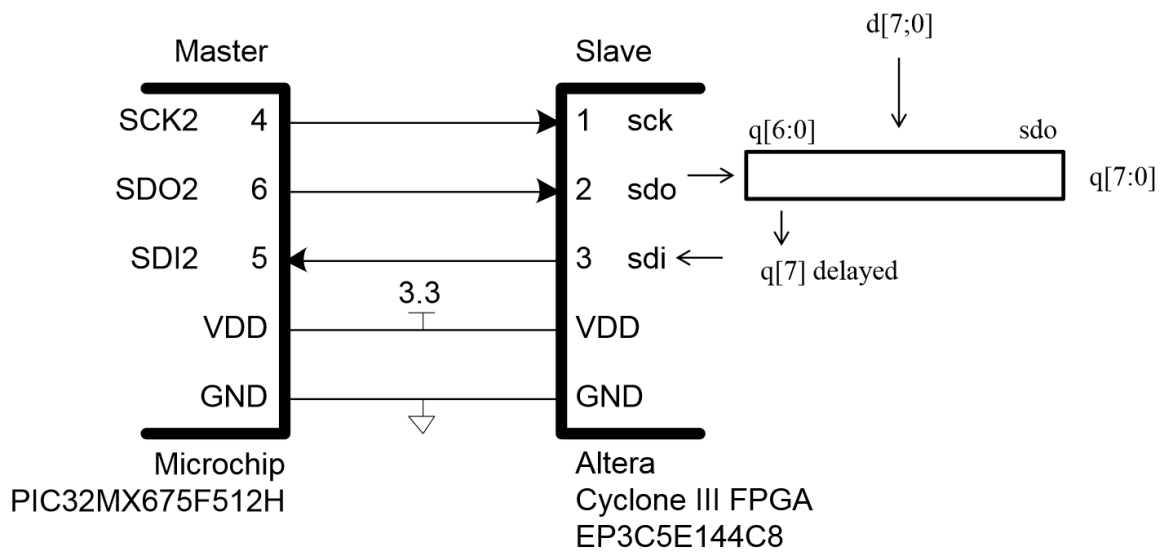 d[7;0]
Master
Slave
SCK2 4
1 sck
q[6:0]
sdo
SDO2 6
2 sdo
q[7:0]
SDI2 5
3 sdi
q[7] delayed
3.3
VDD
VDD
GND
GND
Microchip
PIC32MX675F512H
Altera
Cyclone III FPGA
EP3C5E144C8